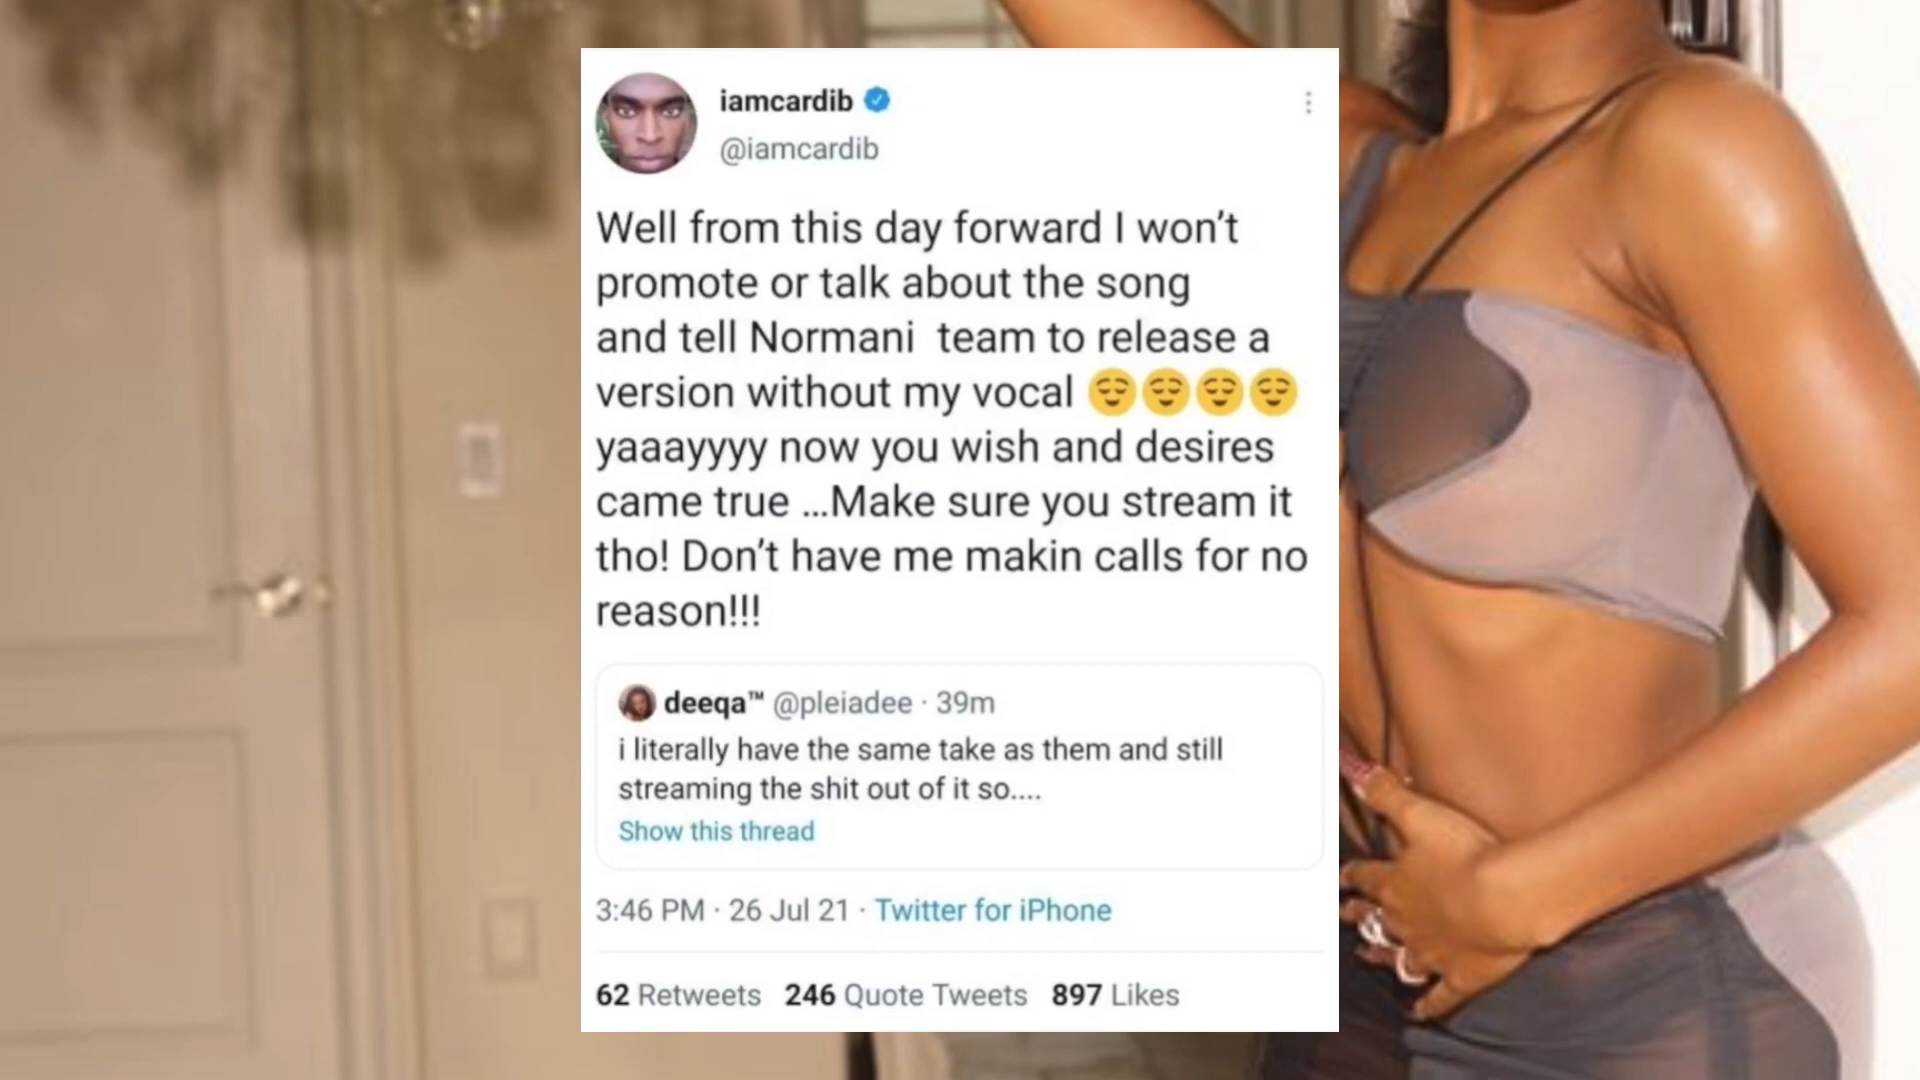 iamcardib
@iamcardib
Well from this day forward I won’t
promote or talk about the song
and tell Normani  team to release a
version without my vocal 😌😌😌😌
yaaayyyy now you wish and desires
came true ...Make sure you stream it
tho! Don’t have me makin calls for no
reason!!!
deeqa™ @pleiadee · 39m
i literally have the same take as them and still
streaming the shit out of it so....
Show this thread
3:46 PM · 26 Jul 21 · Twitter for iPhone
62 Retweets 246 Quote Tweets 897 Likes